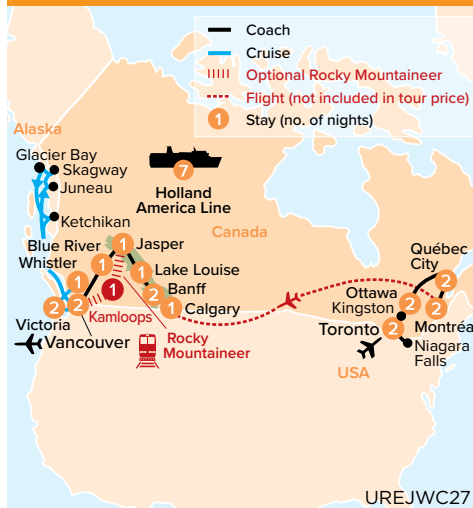 Coach
Cruise
Optional Rocky Mountaineer
Flight (not included in tour price)
1 Stay (no. of nights)
Alaska
Glacier Bay
Skagway
Juneau
Ketchikan
7
Holland
America Line
Canada
Blue River
Whistler
1 Jasper
1
1 Lake Louise
1
1
2 Banff
1 Calgary
2
2
Kamloops
Victoria
Vancouver
Rocky
Mountaineer
Québec
City
2
Ottawa
2
Kingston
2
Montréa
Toronto 2
Niagara
Falls
USA
UREJWC27